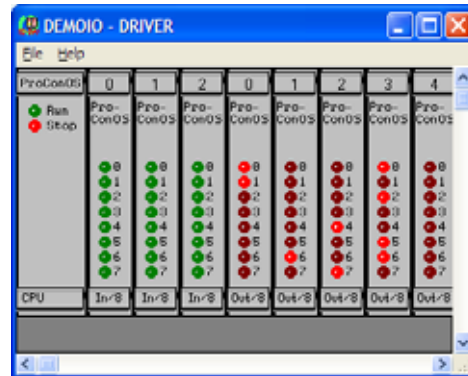 DEMOIO - DRIVER
File Help
ProConOS 0 1 2 0 1 2 3 4
Run
Stop
Pro-ConOS Pro-ConOS Pro-ConOS Pro-ConOS Pro-ConOS Pro-ConOS Pro-ConOS Pro-ConOS
0 0 0 0 0 0 0 0
1 1 1 1 1 1 1 1
2 2 2 2 2 2 2 2
3 3 3 3 3 3 3 3
4 4 4 4 4 4 4 4
5 5 5 5 5 5 5 5
6 6 6 6 6 6 6 6
7 7 7 7 7 7 7 7
CPU In/8 In/8 In/8 Out/8 Out/8 Out/8 Out/8 Out/8